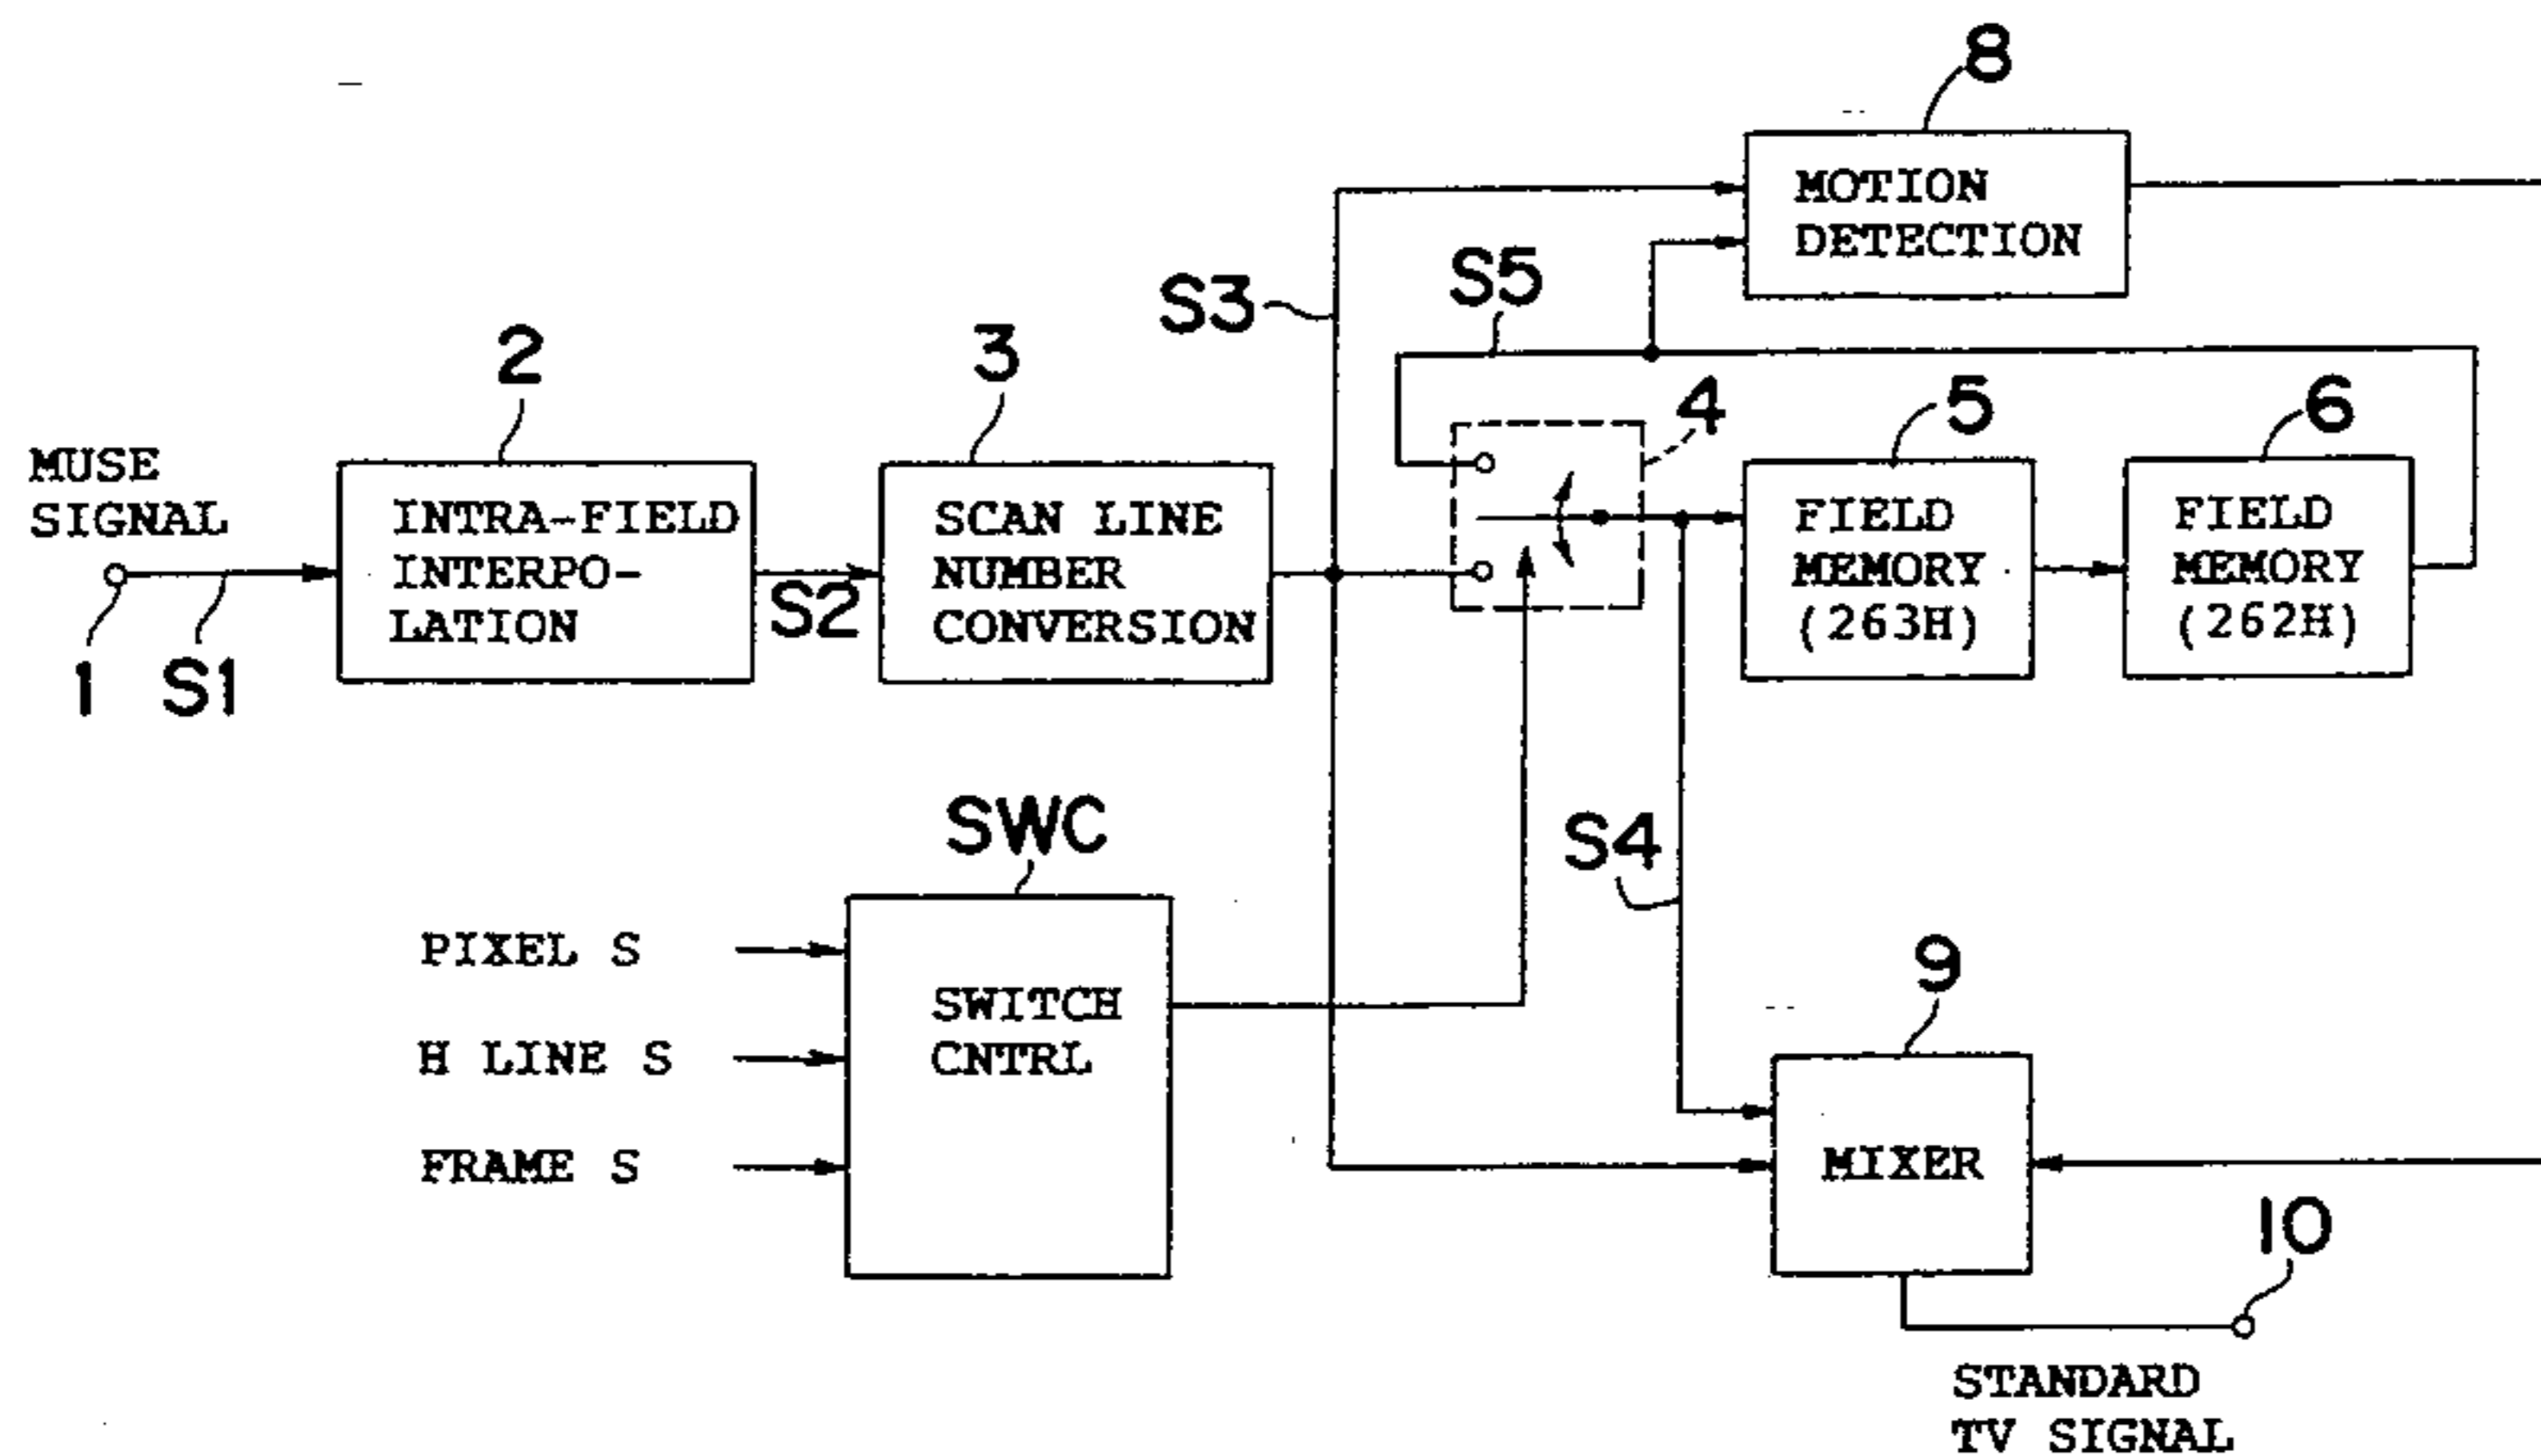 8
MOTION
DETECTION
S3
S5
2
3
4
5
6
MUSE
SIGNAL
INTRA-FIELD
INTERPO-
LATION
SCAN LINE
NUMBER
CONVERSION
FIELD
MEMORY
(263H)
FIELD
MEMORY
(262H)
1
S1
S2
SWC
S4
PIXEL S
H LINE S
FRAME S
SWITCH
CNTRL
9
MIXER
10
STANDARD
TV SIGNAL